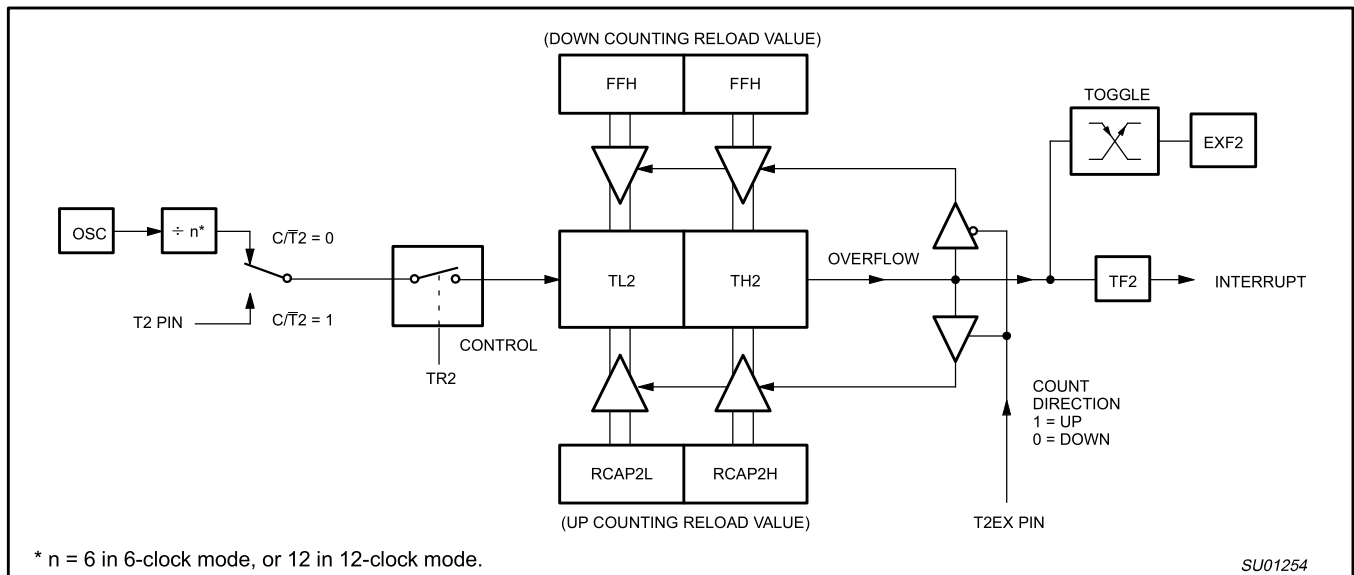 (DOWN COUNTING RELOAD VALUE)
FFH
FFH
TOGGLE
EXF2
OSC
÷ n*
C/T̅2 = 0
TL2
TH2
OVERFLOW
TF2
INTERRUPT
T2 PIN
C/T̅2 = 1
CONTROL
TR2
COUNT
DIRECTION
1 = UP
0 = DOWN
RCAP2L
RCAP2H
(UP COUNTING RELOAD VALUE)
T2EX PIN
* n = 6 in 6-clock mode, or 12 in 12-clock mode.
SU01254